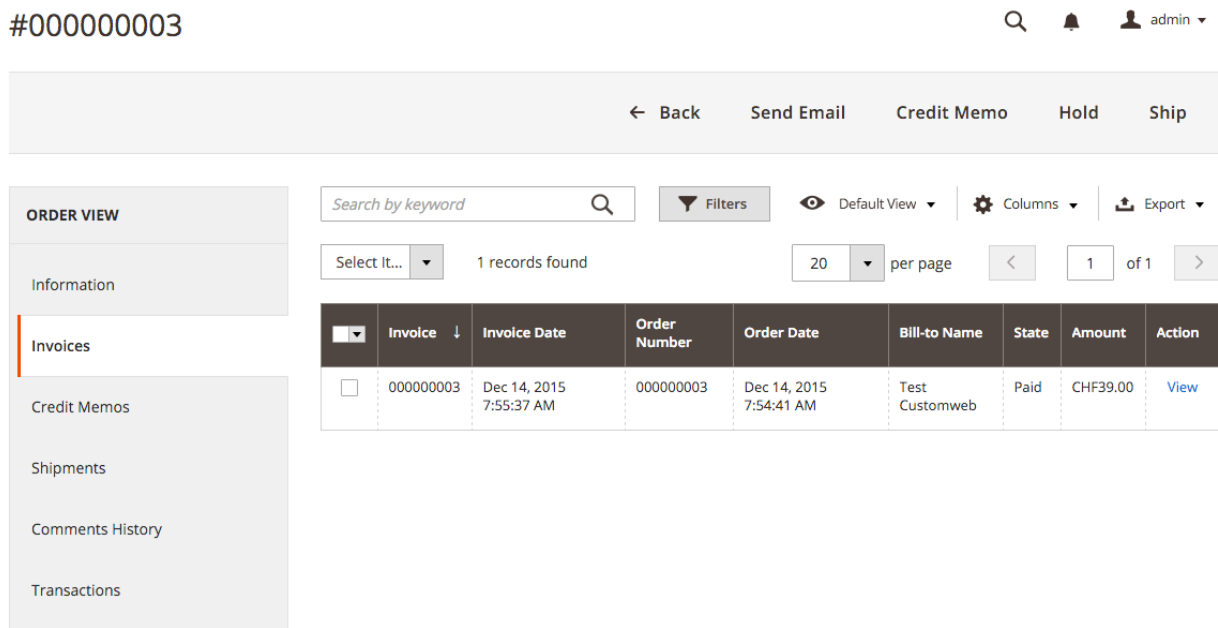 #000000003
admin
Back Send Email Credit Memo Hold Ship
ORDER VIEW
Information
Invoices
Credit Memos
Shipments
Comments History
Transactions
Search by keyword Filters Default View Columns Export
Select It... 1 records found 20 per page 1 of 1
Invoice ↓ Invoice Date Order Number Order Date Bill-to Name State Amount Action
000000003 Dec 14, 2015 000000003 Dec 14, 2015 Test Paid CHF39.00 View
7:55:37 AM 7:54:41 AM Customweb